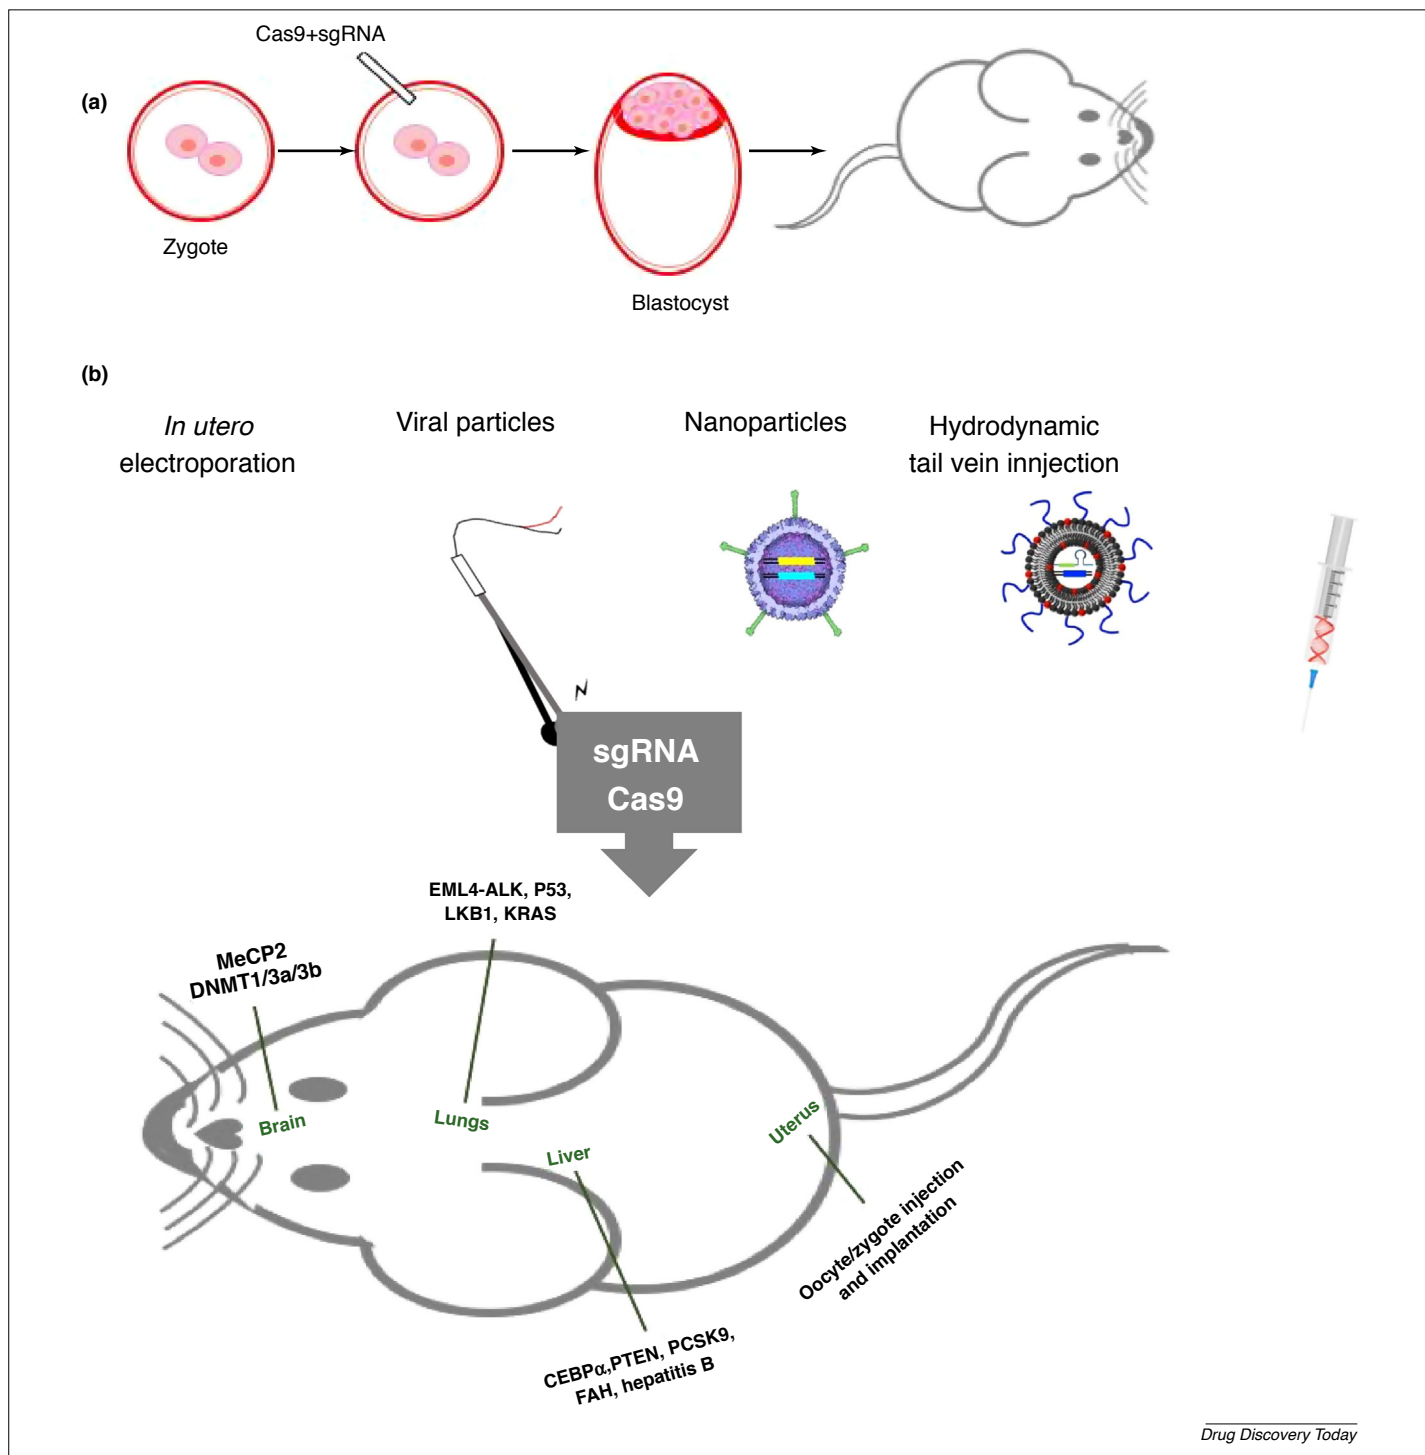 Cas9+sgRNA
(a)
Zygote
Blastocyst
(b)
In utero
electroporation
Viral particles
Nanoparticles
Hydrodynamic
tail vein innjection
sgRNA
Cas9
EML4-ALK, P53,
LKB1, KRAS
MeCP2
DNMT1/3a/3b
Brain
Lungs
Liver
Uterus
Oocyte/zygote injection
and implantation
CEBPα,PTEN, PCSK9,
FAH, hepatitis B
Drug Discovery Today